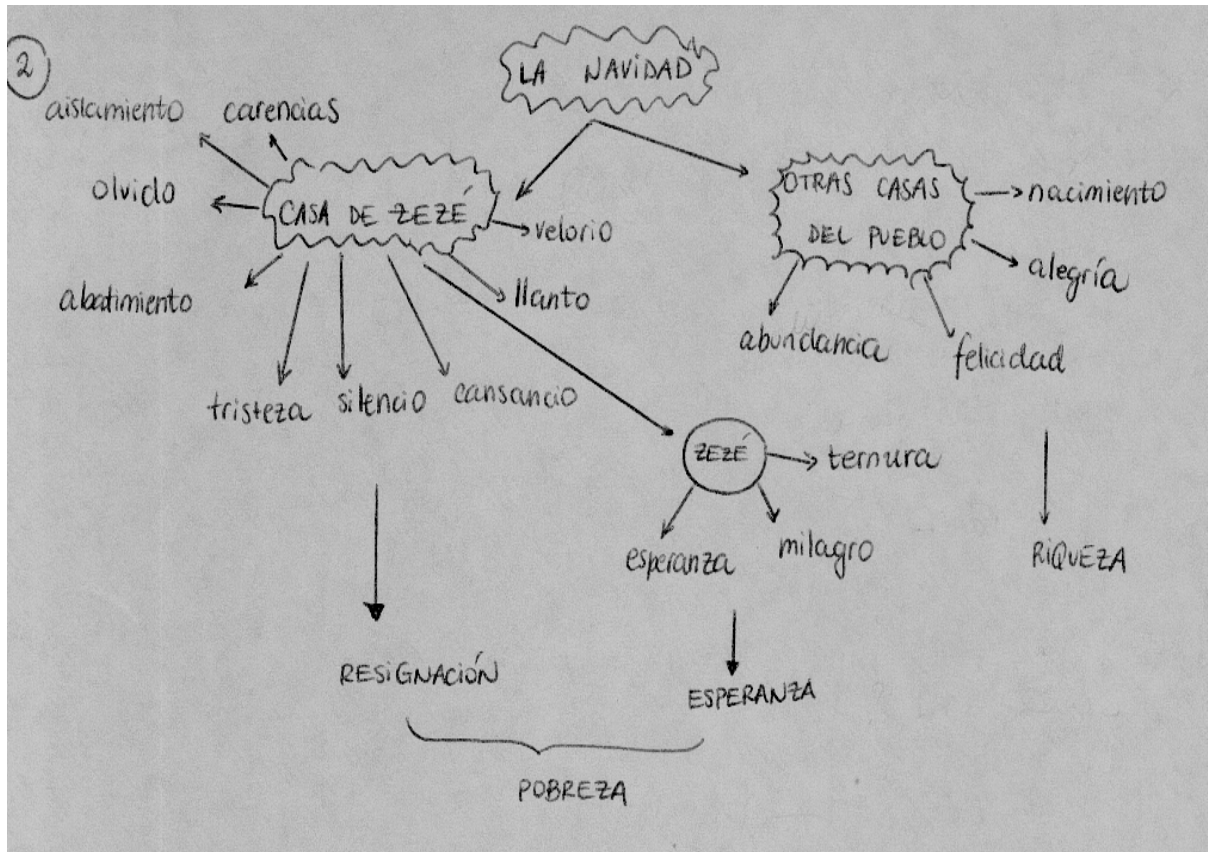 2
LA NAVIDAD
aislamiento carencias
olvido
CASA DE ZEZÉ
velorio
OTRAS CASAS
DEL PUEBLO
nacimiento
alegría
abatimiento
llanto
abundancia
felicidad
tristeza silencio cansancio
ZEZÉ
ternura
esperanza
milagro
RIQUEZA
RESIGNACIÓN
ESPERANZA
POBREZA